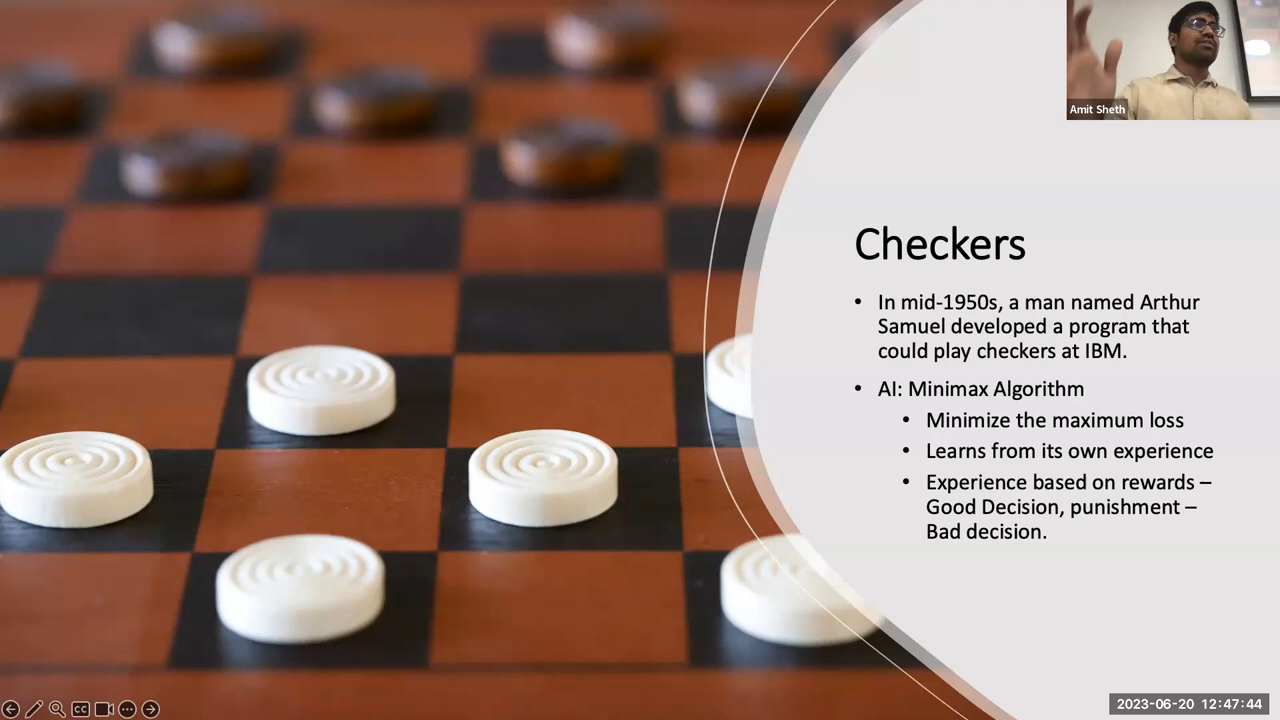 Amit Sheth
Checkers
• In mid-1950s, a man named Arthur
Samuel developed a program that
could play checkers at IBM.
• AI: Minimax Algorithm
• Minimize the maximum loss
• Learns from its own experience
• Experience based on rewards –
Good Decision, punishment –
Bad decision.
CC
2023-06-20 12:47:44